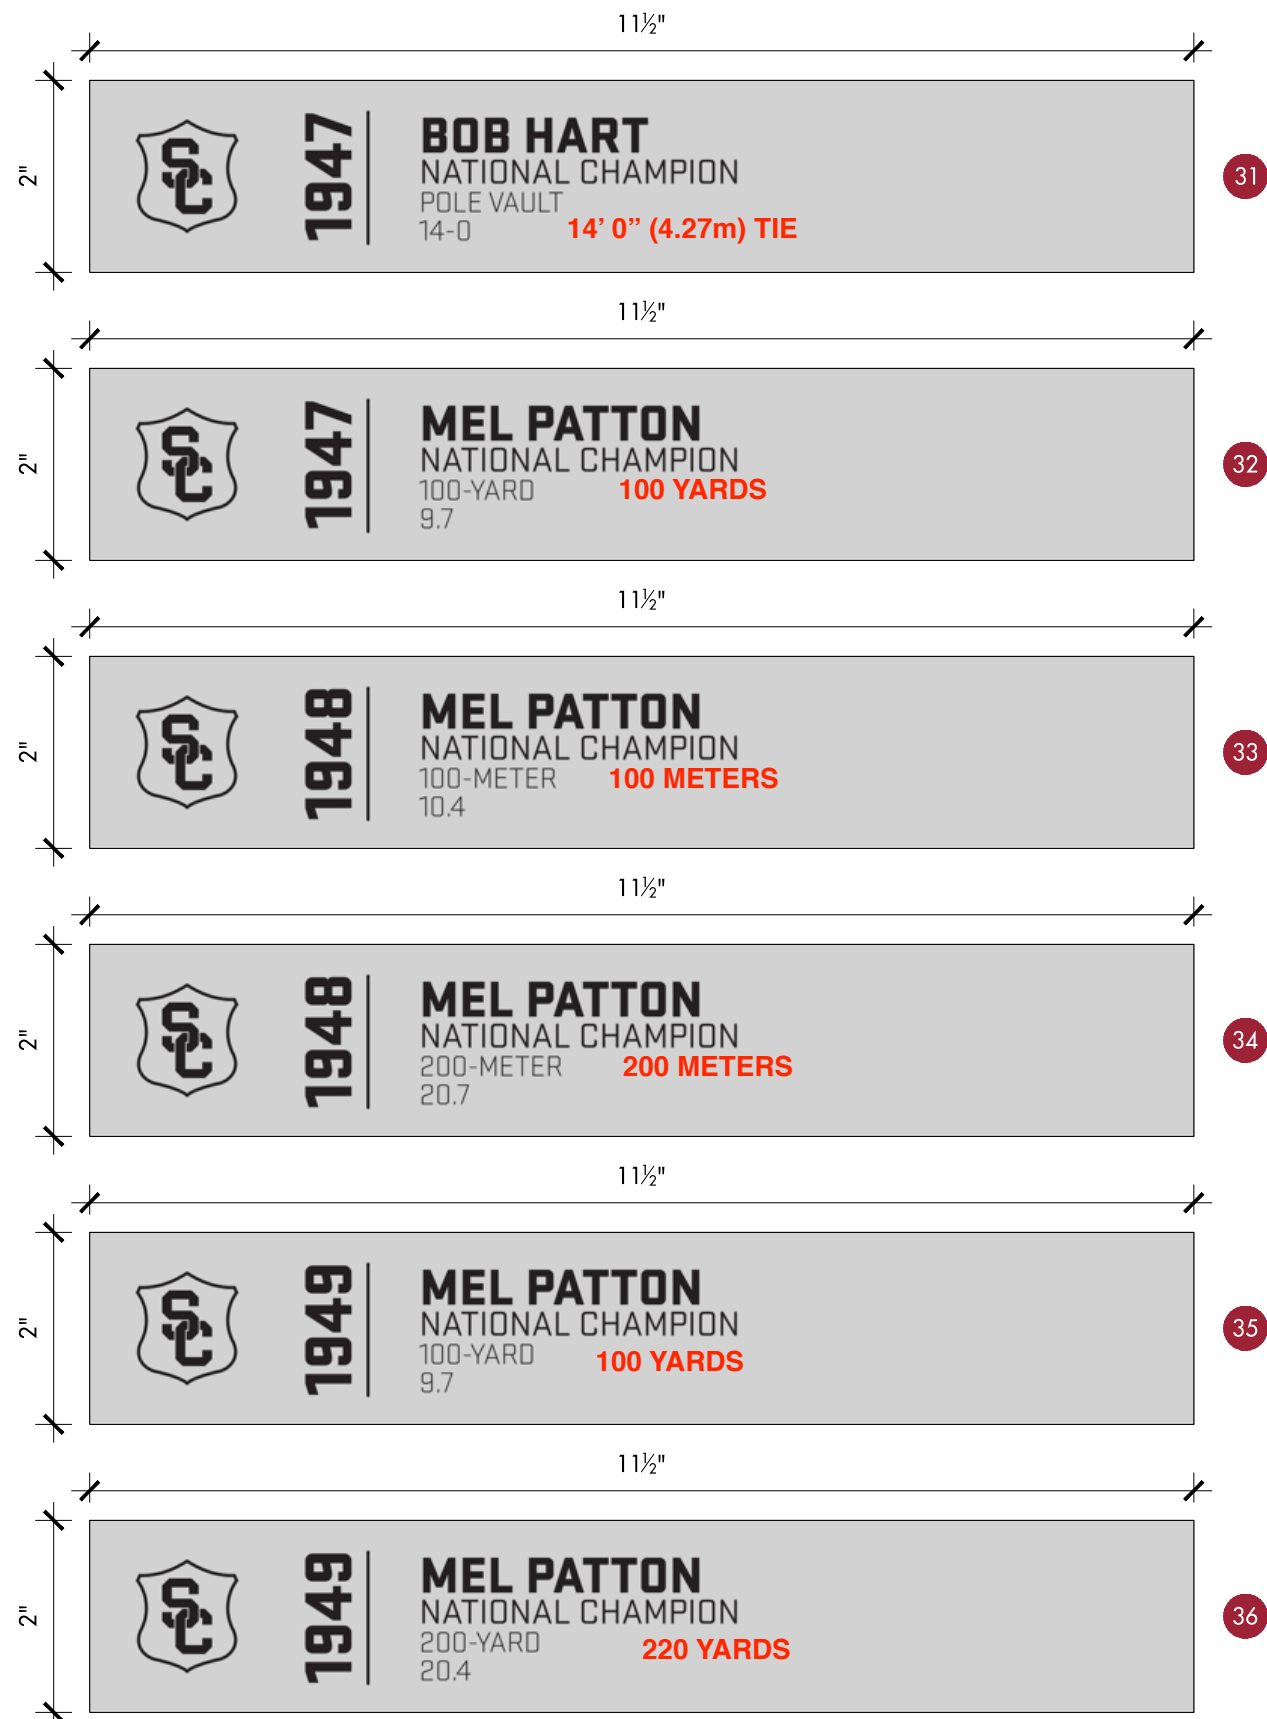 11½"
2"
SC
1947
BOB HART
NATIONAL CHAMPION
POLE VAULT
14-0 14’ 0” (4.27m) TIE
31
11½"
2"
SC
1947
MEL PATTON
NATIONAL CHAMPION
100-YARD 100 YARDS
9.7
32
11½"
2"
SC
1948
MEL PATTON
NATIONAL CHAMPION
100-METER 100 METERS
10.4
33
11½"
2"
SC
1948
MEL PATTON
NATIONAL CHAMPION
200-METER 200 METERS
20.7
34
11½"
2"
SC
1949
MEL PATTON
NATIONAL CHAMPION
100-YARD 100 YARDS
9.7
35
11½"
2"
SC
1949
MEL PATTON
NATIONAL CHAMPION
200-YARD 220 YARDS
20.4
36